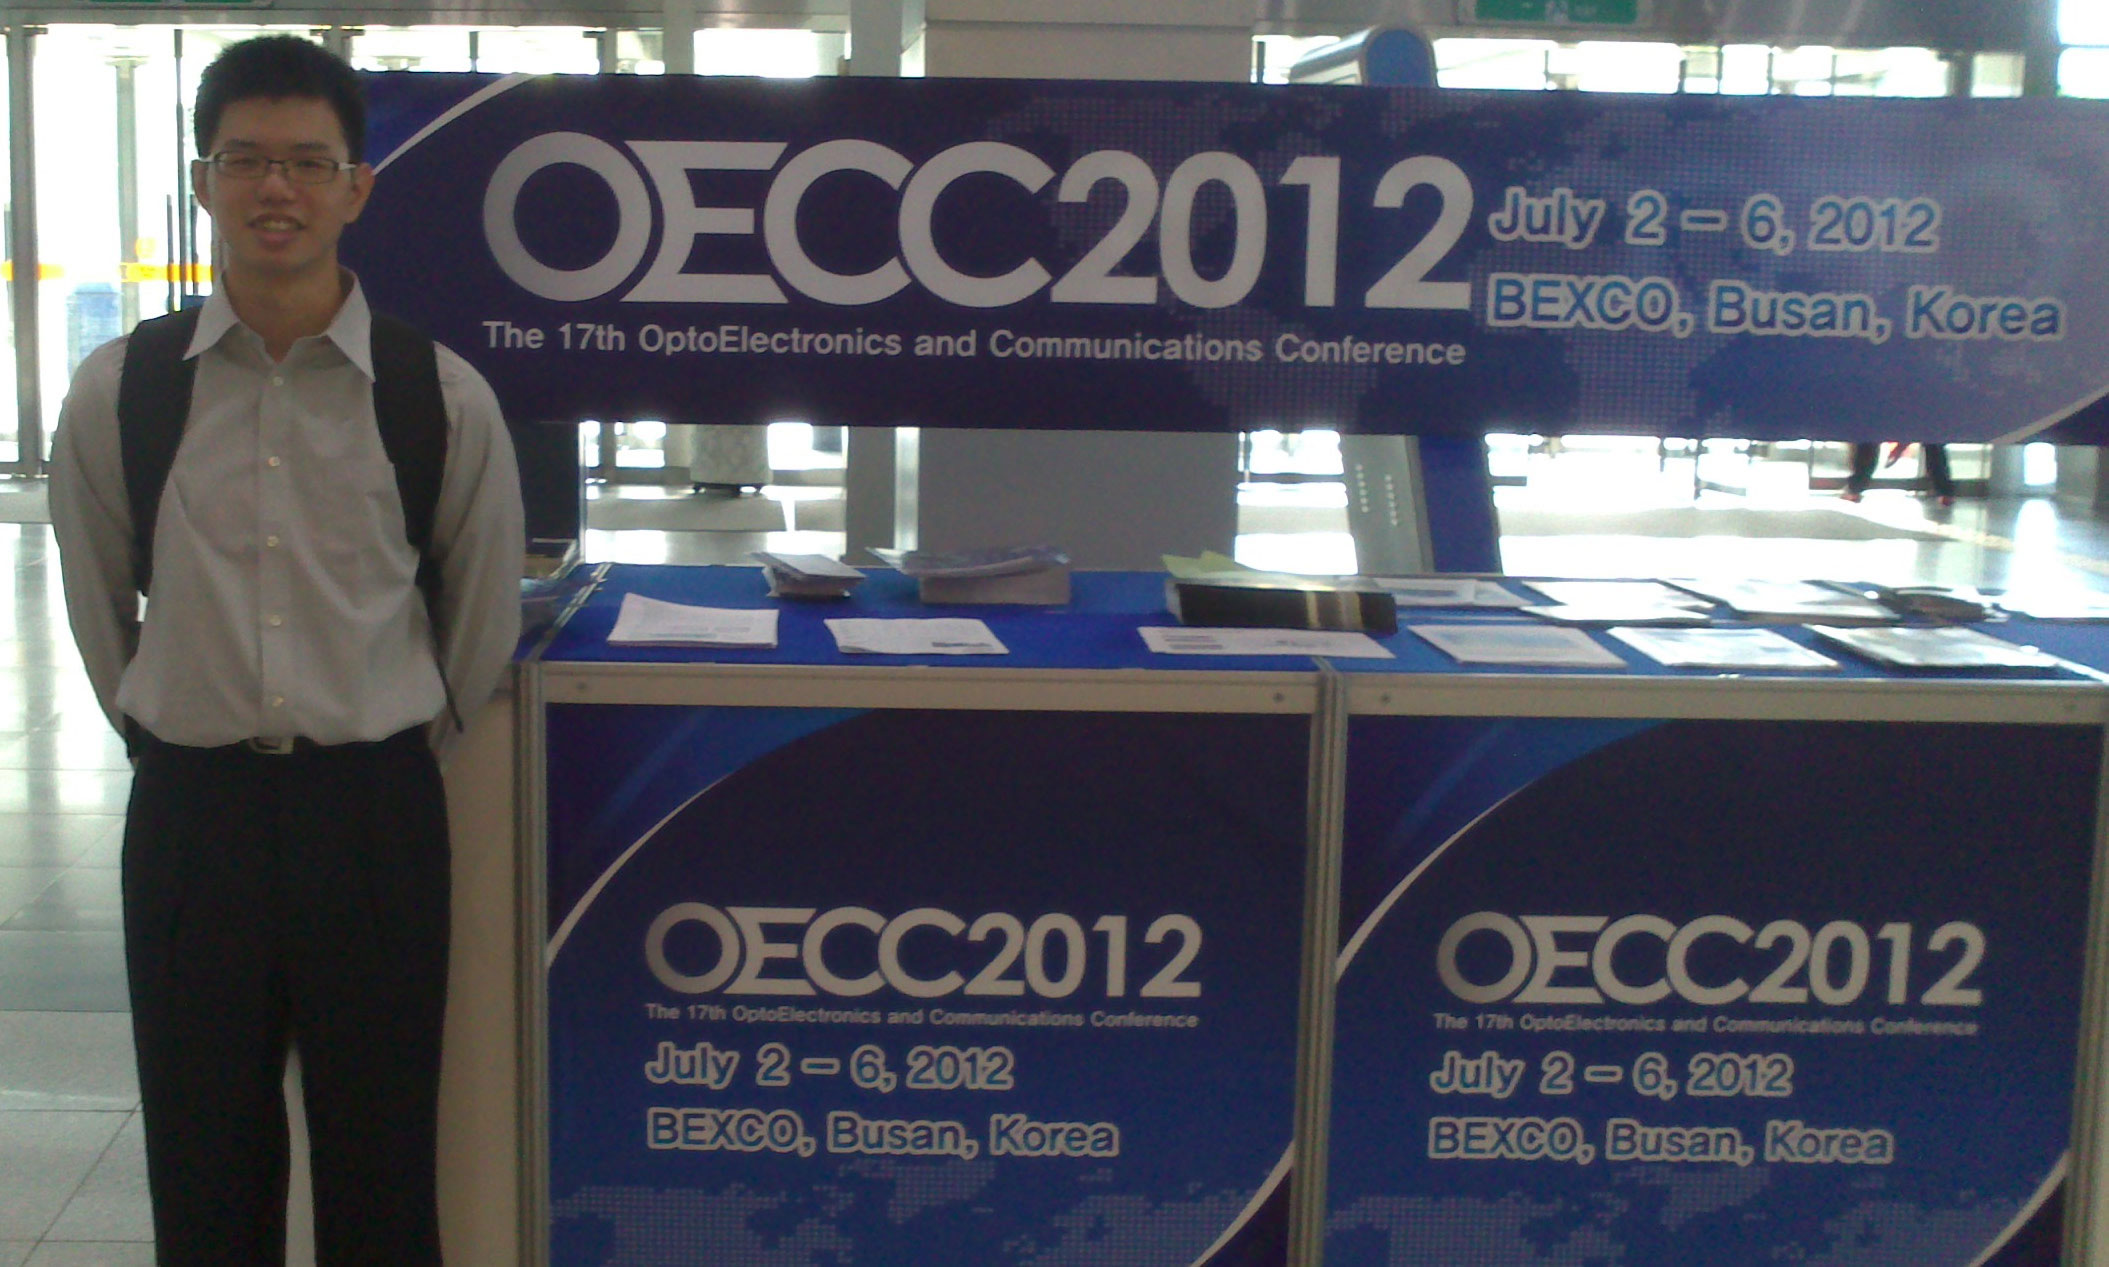 OECC2012
The 17th OptoElectronics and Communications Conference
July 2 – 6, 2012
BEXCO, Busan, Korea
OECC2012
The 17th OptoElectronics and Communications Conference
July 2 – 6, 2012
BEXCO, Busan, Korea
OECC2012
The 17th OptoElectronics and Communications Conference
July 2 – 6, 2012
BEXCO, Busan, Korea